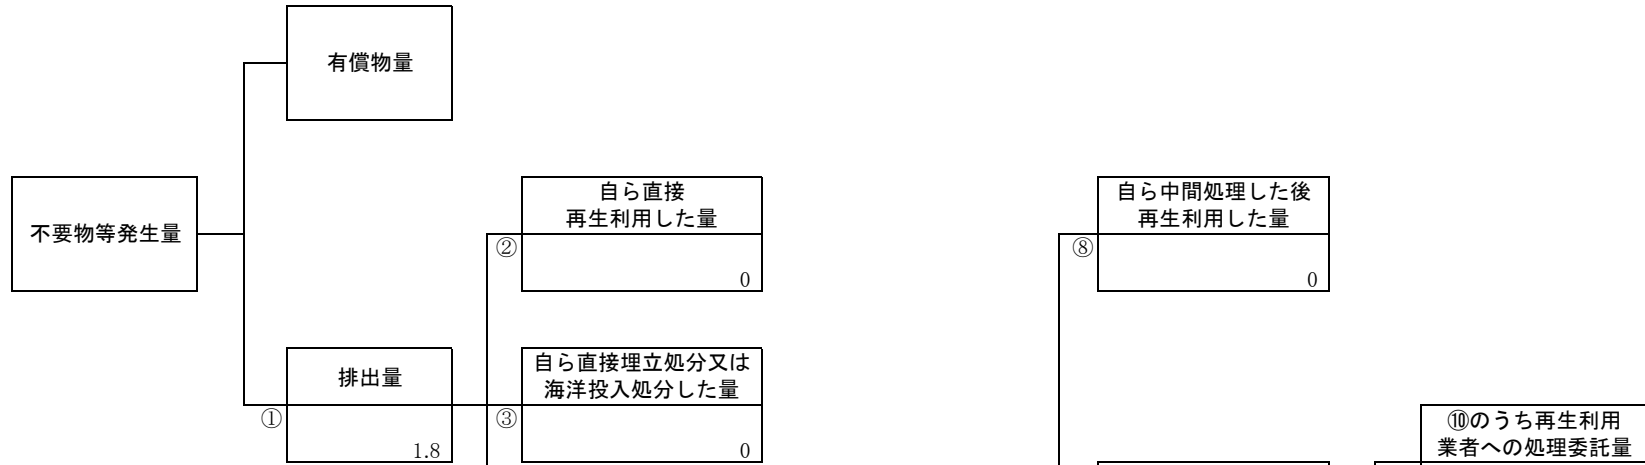 有償物量
不要物等発生量
自ら直接
再生利用した量
②
0
自ら中間処理した後
再生利用した量
⑧
0
排出量
①
1.8
自ら直接埋立処分又は
海洋投入処分した量
③
0
⑩のうち再生利用
業者への処理委託量